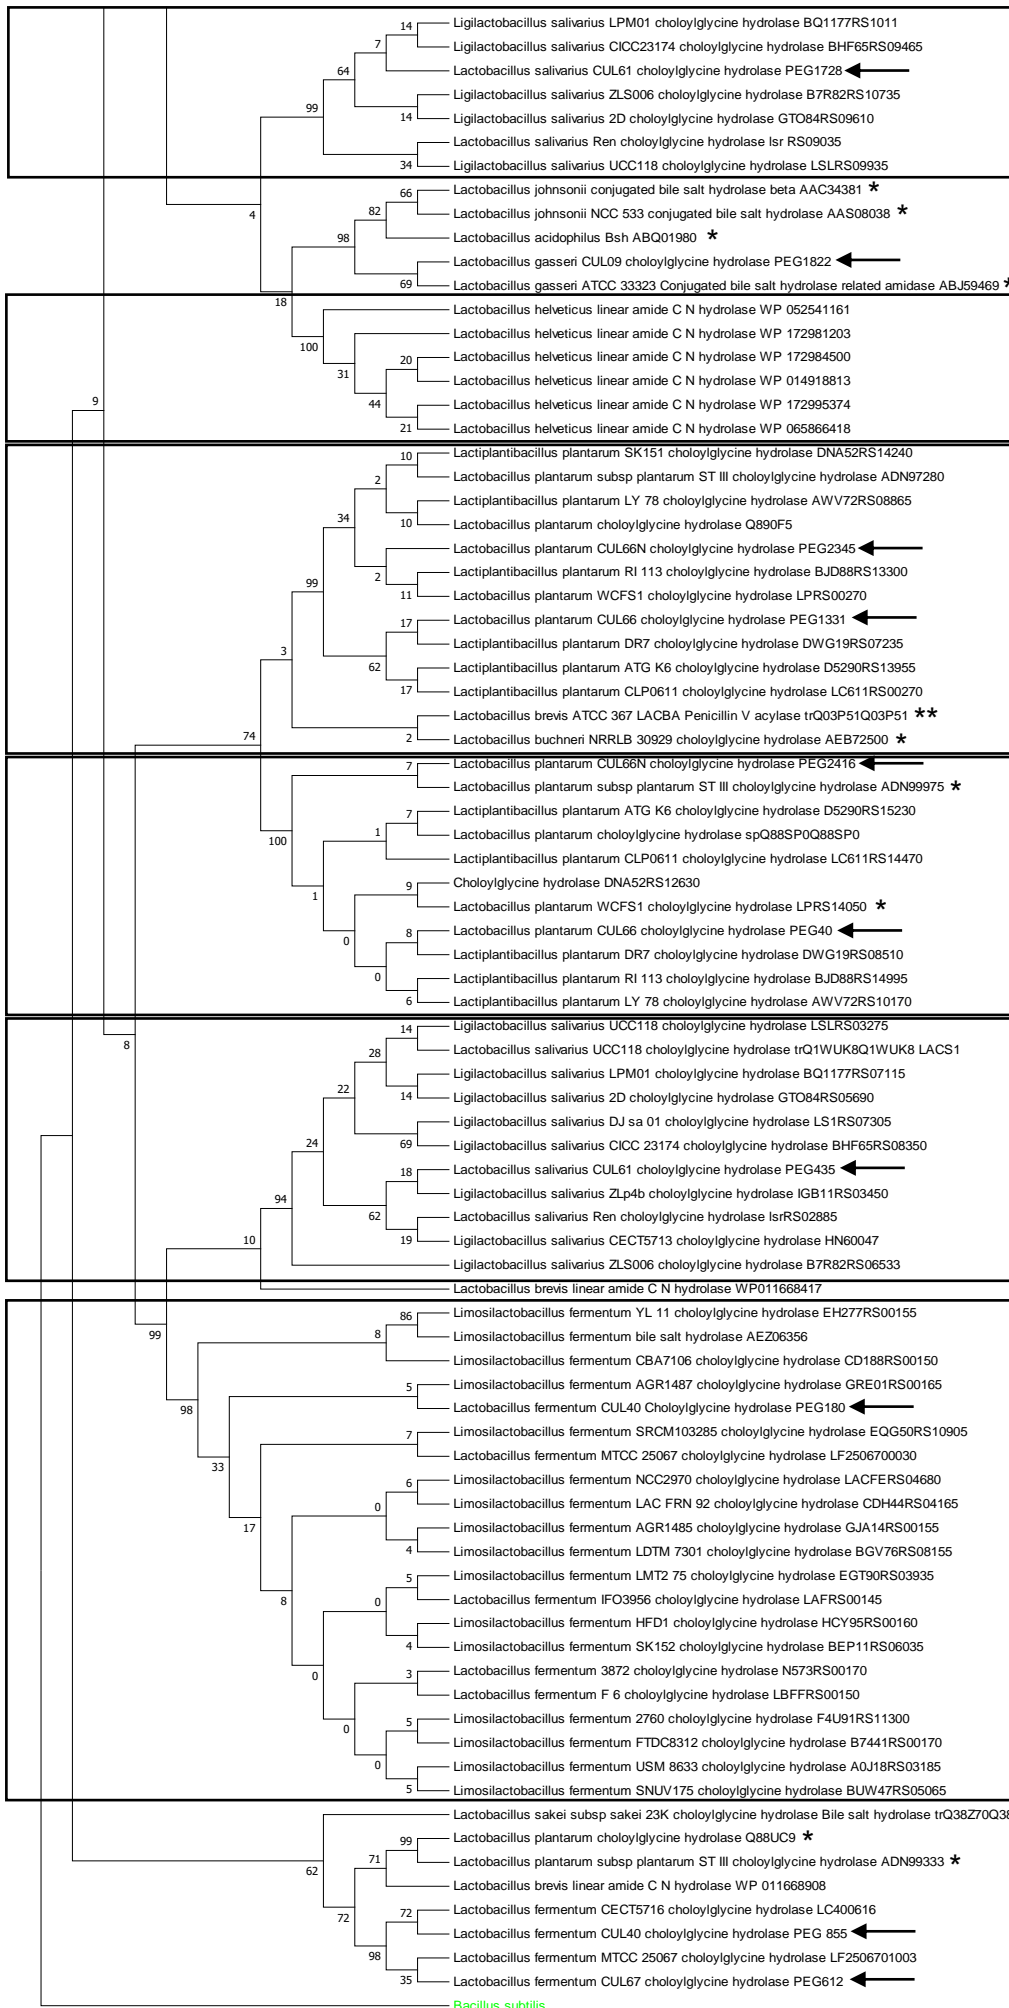 Ligilactobacillus salivarius LPM01 choloylglycine hydrolase BQ1177RS1011
14
Ligilactobacillus salivarius CICC23174 choloylglycine hydrolase BHF65RS09465
7
Lactobacillus salivarius CUL61 choloylglycine hydrolase PEG1728
64
Ligilactobacillus salivarius ZLS006 choloylglycine hydrolase B7R82RS10735
99
Ligilactobacillus salivarius 2D choloylglycine hydrolase GTO84RS09610
14
Lactobacillus salivarius Ren choloylglycine hydrolase lsr RS09035
Ligilactobacillus salivarius UCC118 choloylglycine hydrolase LSLRS09935
34
Lactobacillus johnsonii conjugated bile salt hydrolase beta AAC34381 *
66
4
82
Lactobacillus johnsonii NCC 533 conjugated bile salt hydrolase AAS08038 *
98
Lactobacillus acidophilus Bsh ABQ01980 *
Lactobacillus gasseri CUL09 choloylglycine hydrolase PEG1822
69
Lactobacillus gasseri ATCC 33323 Conjugated bile salt hydrolase related amidase ABJ59469 *
18
Lactobacillus helveticus linear amide C N hydrolase WP 052541161
Lactobacillus helveticus linear amide C N hydrolase WP 172981203
100
20
Lactobacillus helveticus linear amide C N hydrolase WP 172984500
31
Lactobacillus helveticus linear amide C N hydrolase WP 014918813
9
44
Lactobacillus helveticus linear amide C N hydrolase WP 172995374
21
Lactobacillus helveticus linear amide C N hydrolase WP 065866418
10
Lactiplantibacillus plantarum SK151 choloylglycine hydrolase DNA52RS14240
2
Lactobacillus plantarum subsp plantarum ST III choloylglycine hydrolase ADN97280
Lactiplantibacillus plantarum LY 78 choloylglycine hydrolase AWV72RS08865
34
10
Lactobacillus plantarum choloylglycine hydrolase Q890F5
Lactobacillus plantarum CUL66N choloylglycine hydrolase PEG2345
2
Lactiplantibacillus plantarum RI 113 choloylglycine hydrolase BJD88RS13300
99
11
Lactobacillus plantarum WCFS1 choloylglycine hydrolase LPRS00270
17
Lactobacillus plantarum CUL66 choloylglycine hydrolase PEG1331
Lactiplantibacillus plantarum DR7 choloylglycine hydrolase DWG19RS07235
3
62
Lactiplantibacillus plantarum ATG K6 choloylglycine hydrolase D5290RS13955
17
Lactiplantibacillus plantarum CLP0611 choloylglycine hydrolase LC611RS00270
Lactobacillus brevis ATCC 367 LACBA Penicillin V acylase trQ03P51Q03P51 **
74
2
Lactobacillus buchneri NRRLB 30929 choloylglycine hydrolase AEB72500 *
7
Lactobacillus plantarum CUL66N choloylglycine hydrolase PEG2416
Lactobacillus plantarum subsp plantarum ST III choloylglycine hydrolase ADN99975 *
7
Lactiplantibacillus plantarum ATG K6 choloylglycine hydrolase D5290RS15230
100
1
Lactobacillus plantarum choloylglycine hydrolase spQ88SP0Q88SP0
Lactiplantibacillus plantarum CLP0611 choloylglycine hydrolase LC611RS14470
1
9
Choloylglycine hydrolase DNA52RS12630
Lactobacillus plantarum WCFS1 choloylglycine hydrolase LPRS14050 *
0
8
Lactobacillus plantarum CUL66 choloylglycine hydrolase PEG40
Lactiplantibacillus plantarum DR7 choloylglycine hydrolase DWG19RS08510
0
Lactiplantibacillus plantarum RI 113 choloylglycine hydrolase BJD88RS14995
6
Lactiplantibacillus plantarum LY 78 choloylglycine hydrolase AWV72RS10170
8
14
Ligilactobacillus salivarius UCC118 choloylglycine hydrolase LSLRS03275
28
Lactobacillus salivarius UCC118 choloylglycine hydrolase trQ1WUK8Q1WUK8 LACS1
Ligilactobacillus salivarius LPM01 choloylglycine hydrolase BQ1177RS07115
22
14
Ligilactobacillus salivarius 2D choloylglycine hydrolase GTO84RS05690
Ligilactobacillus salivarius DJ sa 01 choloylglycine hydrolase LS1RS07305
24
69
Ligilactobacillus salivarius CICC 23174 choloylglycine hydrolase BHF65RS08350
18
Lactobacillus salivarius CUL61 choloylglycine hydrolase PEG435
94
Ligilactobacillus salivarius ZLp4b choloylglycine hydrolase IGB11RS03450
62
Lactobacillus salivarius Ren choloylglycine hydrolase lsrRS02885
10
19
Ligilactobacillus salivarius CECT5713 choloylglycine hydrolase HN60047
Ligilactobacillus salivarius ZLS006 choloylglycine hydrolase B7R82RS06533
Lactobacillus brevis linear amide C N hydrolase WP011668417
99
86
Limosilactobacillus fermentum YL 11 choloylglycine hydrolase EH277RS00155
8
Limosilactobacillus fermentum bile salt hydrolase AEZ06356
Limosilactobacillus fermentum CBA7106 choloylglycine hydrolase CD188RS00150
98
5
Limosilactobacillus fermentum AGR1487 choloylglycine hydrolase GRE01RS00165
Lactobacillus fermentum CUL40 Choloylglycine hydrolase PEG180
33
7
Limosilactobacillus fermentum SRCM103285 choloylglycine hydrolase EQG50RS10905
Lactobacillus fermentum MTCC 25067 choloylglycine hydrolase LF2506700030
17
6
Limosilactobacillus fermentum NCC2970 choloylglycine hydrolase LACFERS04680
0
Limosilactobacillus fermentum LAC FRN 92 choloylglycine hydrolase CDH44RS04165
Limosilactobacillus fermentum AGR1485 choloylglycine hydrolase GJA14RS00155
4
Limosilactobacillus fermentum LDTM 7301 choloylglycine hydrolase BGV76RS08155
8
5
Limosilactobacillus fermentum LMT2 75 choloylglycine hydrolase EGT90RS03935
0
Lactobacillus fermentum IFO3956 choloylglycine hydrolase LAFRS00145
Limosilactobacillus fermentum HFD1 choloylglycine hydrolase HCY95RS00160
4
Limosilactobacillus fermentum SK152 choloylglycine hydrolase BEP11RS06035
0
3
Lactobacillus fermentum 3872 choloylglycine hydrolase N573RS00170
Lactobacillus fermentum F 6 choloylglycine hydrolase LBFFRS00150
0
5
Limosilactobacillus fermentum 2760 choloylglycine hydrolase F4U91RS11300
Limosilactobacillus fermentum FTDC8312 choloylglycine hydrolase B7441RS00170
0
Limosilactobacillus fermentum USM 8633 choloylglycine hydrolase A0J18RS03185
5
Limosilactobacillus fermentum SNUV175 choloylglycine hydrolase BUW47RS05065
Lactobacillus sakei subsp sakei 23K choloylglycine hydrolase Bile salt hydrolase trQ38Z70Q38
99
Lactobacillus plantarum choloylglycine hydrolase Q88UC9 *
62
71
Lactobacillus plantarum subsp plantarum ST III choloylglycine hydrolase ADN99333 *
Lactobacillus brevis linear amide C N hydrolase WP 011668908
72
72
Lactobacillus fermentum CECT5716 choloylglycine hydrolase LC400616
Lactobacillus fermentum CUL40 choloylglycine hydrolase PEG 855
98
Lactobacillus fermentum MTCC 25067 choloylglycine hydrolase LF2506701003
35
Lactobacillus fermentum CUL67 choloylglycine hydrolase PEG612
Bacillus subtilis